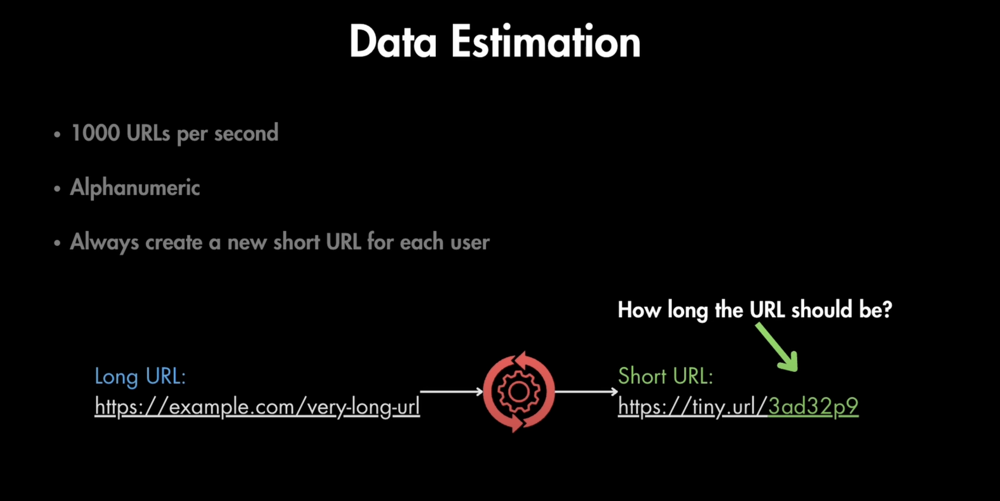 Data Estimation
• 1000 URLs per second
• Alphanumeric
• Always create a new short URL for each user
How long the URL should be?
Long URL:
https://example.com/very-long-url
Short URL:
https://tiny.url/3ad32p9